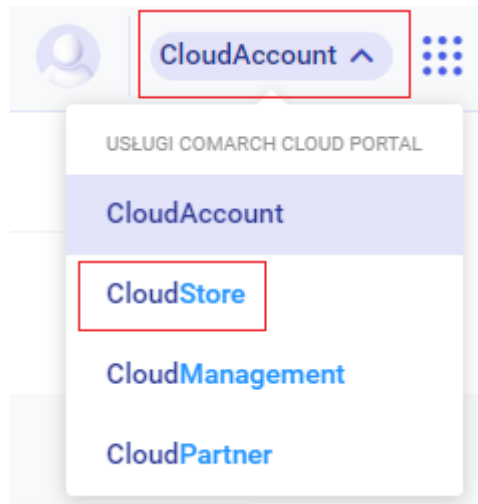 CloudAccount
USŁUGI COMARCH CLOUD PORTAL
CloudAccount
CloudStore
CloudManagement
CloudPartner